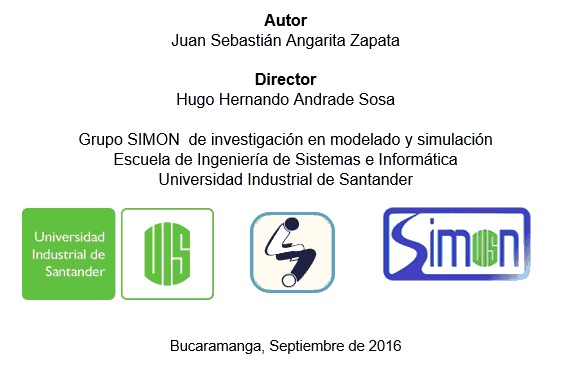 Autor
Juan Sebastián Angarita Zapata
Director
Hugo Hernando Andrade Sosa
Grupo SIMON de investigación en modelado y simulación
Escuela de Ingeniería de Sistemas e Informática
Universidad Industrial de Santander
Universidad
Industrial de
Santander
UIS
Simon
UIS
Bucaramanga, Septiembre de 2016